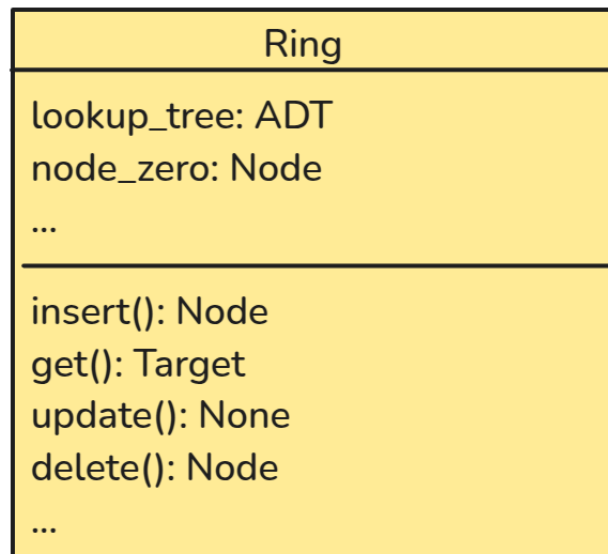 Ring
lookup_tree: ADT
node_zero: Node
...
insert(): Node
get(): Target
update(): None
delete(): Node
...